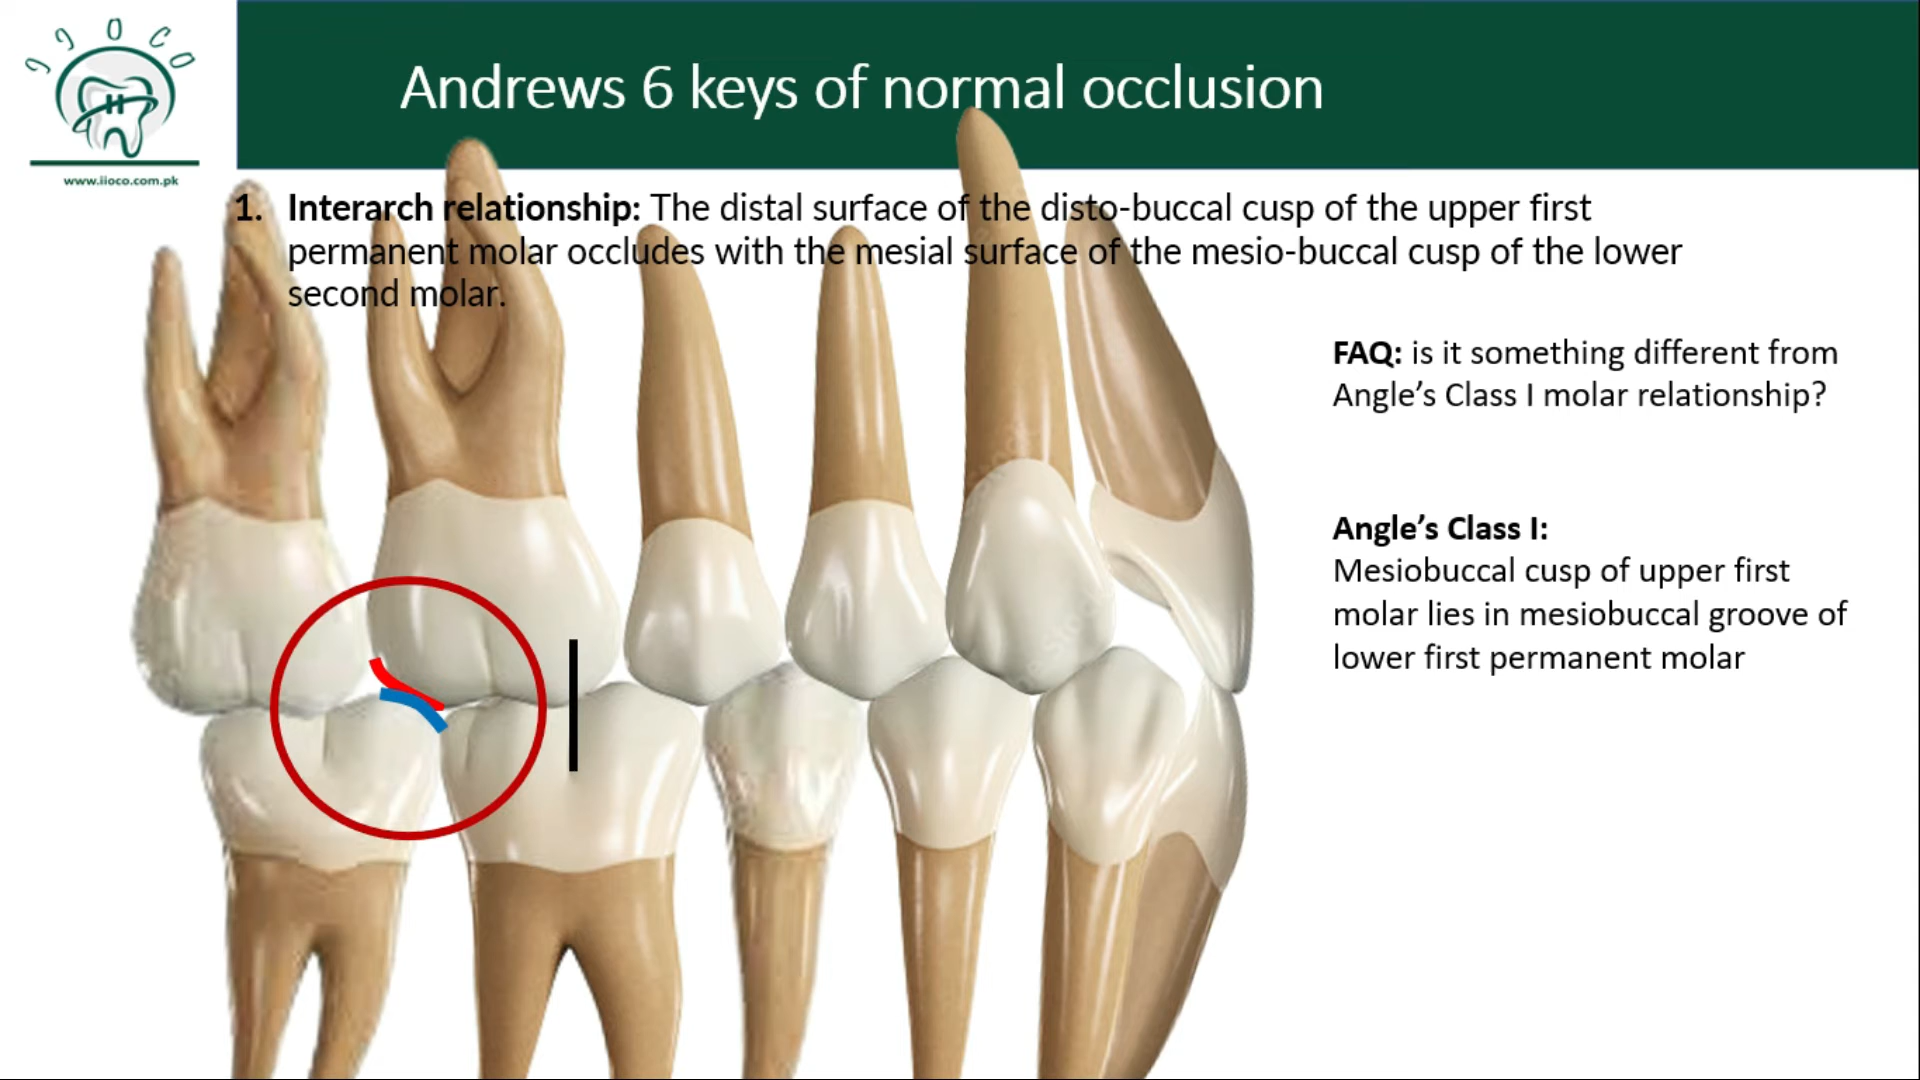 IIOCO
www.iioco.com.pk
Andrews 6 keys of normal occlusion
1. Interarch relationship: The distal surface of the disto-buccal cusp of the upper first
permanent molar occludes with the mesial surface of the mesio-buccal cusp of the lower
second molar.
FAQ: is it something different from
Angle’s Class I molar relationship?
Angle’s Class I:
Mesiobuccal cusp of upper first
molar lies in mesiobuccal groove of
lower first permanent molar